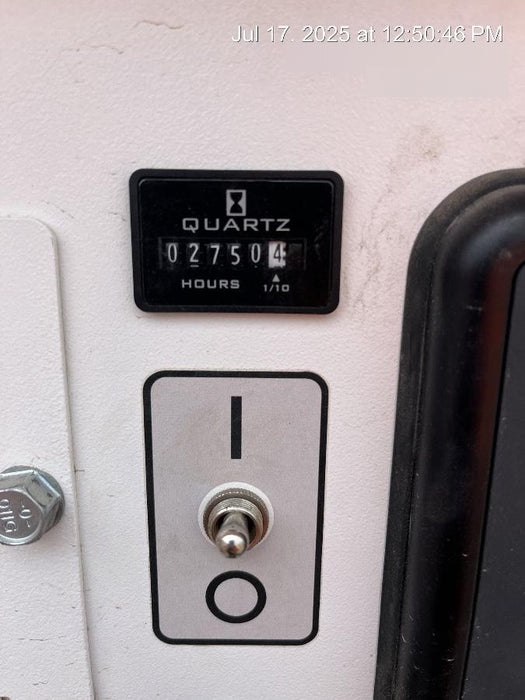 Jul 17, 2025 at 12:50:46 PM
QUARTZ
027504
HOURS 1/10